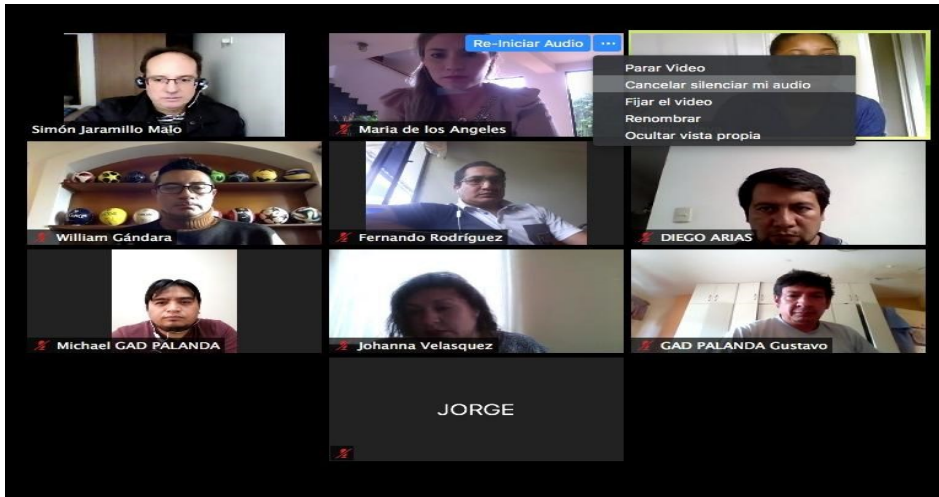 Re-Iniciar Audio ...
Parar Video
Cancelar silenciar mi audio
Fijar el video
Renombrar
Ocultar vista propia
Simón Jaramillo Malo
Maria de los Angeles
William Gándara
Fernando Rodríguez
DIEGO ARIAS
Michael GAD PALANDA
Johanna Velasquez
GAD PALANDA Gustavo
JORGE